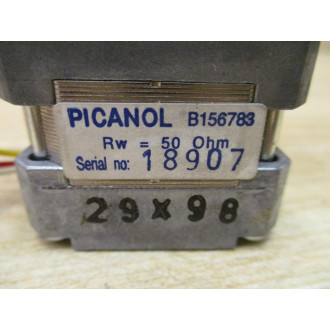 PICANOL B156783
Rw = 50 Ohm
Serial no: 18907
29X98